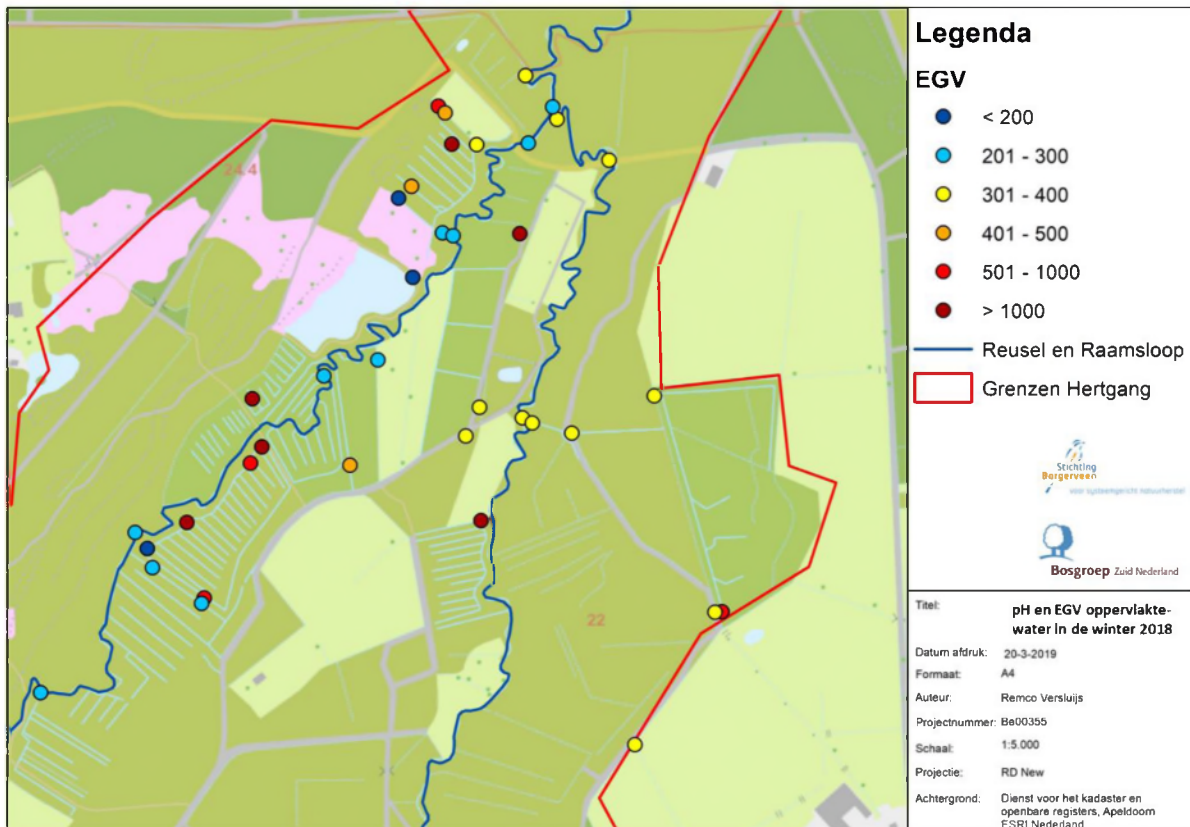 24.4
22
Legenda
EGV
< 200
201 - 300
301 - 400
401 - 500
501 - 1000
> 1000
Reusel en Raamsloop
Grenzen Hertgang
Stichting
Bargerveen
voor systeemgericht natuurherstel
Bosgroep Zuid Nederland
Titel: pH en EGV oppervlakte-
water in de winter 2018
Datum afdruk: 20-3-2019
Formaat: A4
Auteur: Remco Versluijs
Projectnummer: Be00355
Schaal: 1:5.000
Projectie: RD New
Achtergrond: Dienst voor het kadaster en
openbare registers, Apeldoorn
ESRI Nederland